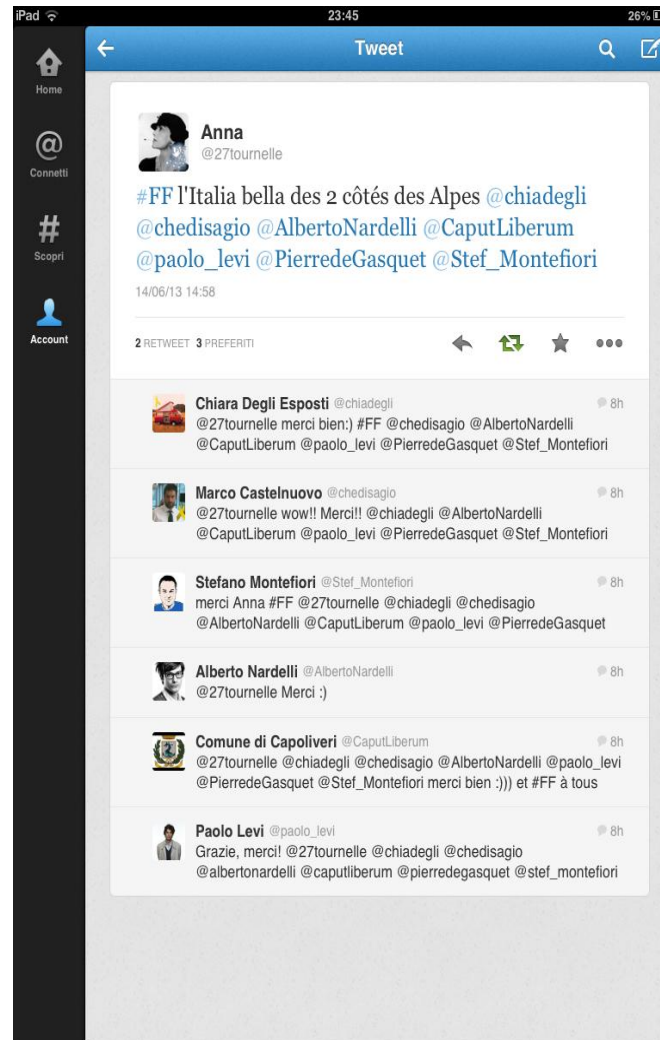 iPad 23:45 26%
Tweet
Home
Connetti
Scopri
Account
Anna
@27tournelle
#FF l'Italia bella des 2 côtés des Alpes @chiadegli
@chedisagio @AlbertoNardelli @CaputLiberum
@paolo_levi @PierredeGasquet @Stef_Montefiori
14/06/13 14:58
2 RETWEET 3 PREFERITI
Chiara Degli Esposti @chiadegli 8h
@27tournelle merci bien:) #FF @chedisagio @AlbertoNardelli
@CaputLiberum @paolo_levi @PierredeGasquet @Stef_Montefiori
Marco Castelnuovo @chedisagio 8h
@27tournelle wow!! Merci!! @chiadegli @AlbertoNardelli
@CaputLiberum @paolo_levi @PierredeGasquet @Stef_Montefiori
Stefano Montefiori @Stef_Montefiori 8h
merci Anna #FF @27tournelle @chiadegli @chedisagio
@AlbertoNardelli @CaputLiberum @paolo_levi @PierredeGasquet
Alberto Nardelli @AlbertoNardelli 8h
@27tournelle Merci :)
Comune di Capoliveri @CaputLiberum 8h
@27tournelle @chiadegli @chedisagio @AlbertoNardelli @paolo_levi
@PierredeGasquet @Stef_Montefiori merci bien :))) et #FF à tous
Paolo Levi @paolo_levi 8h
Grazie, merci! @27tournelle @chiadegli @chedisagio
@albertonardelli @caputliberum @pierredegasquet @stef_montefiori